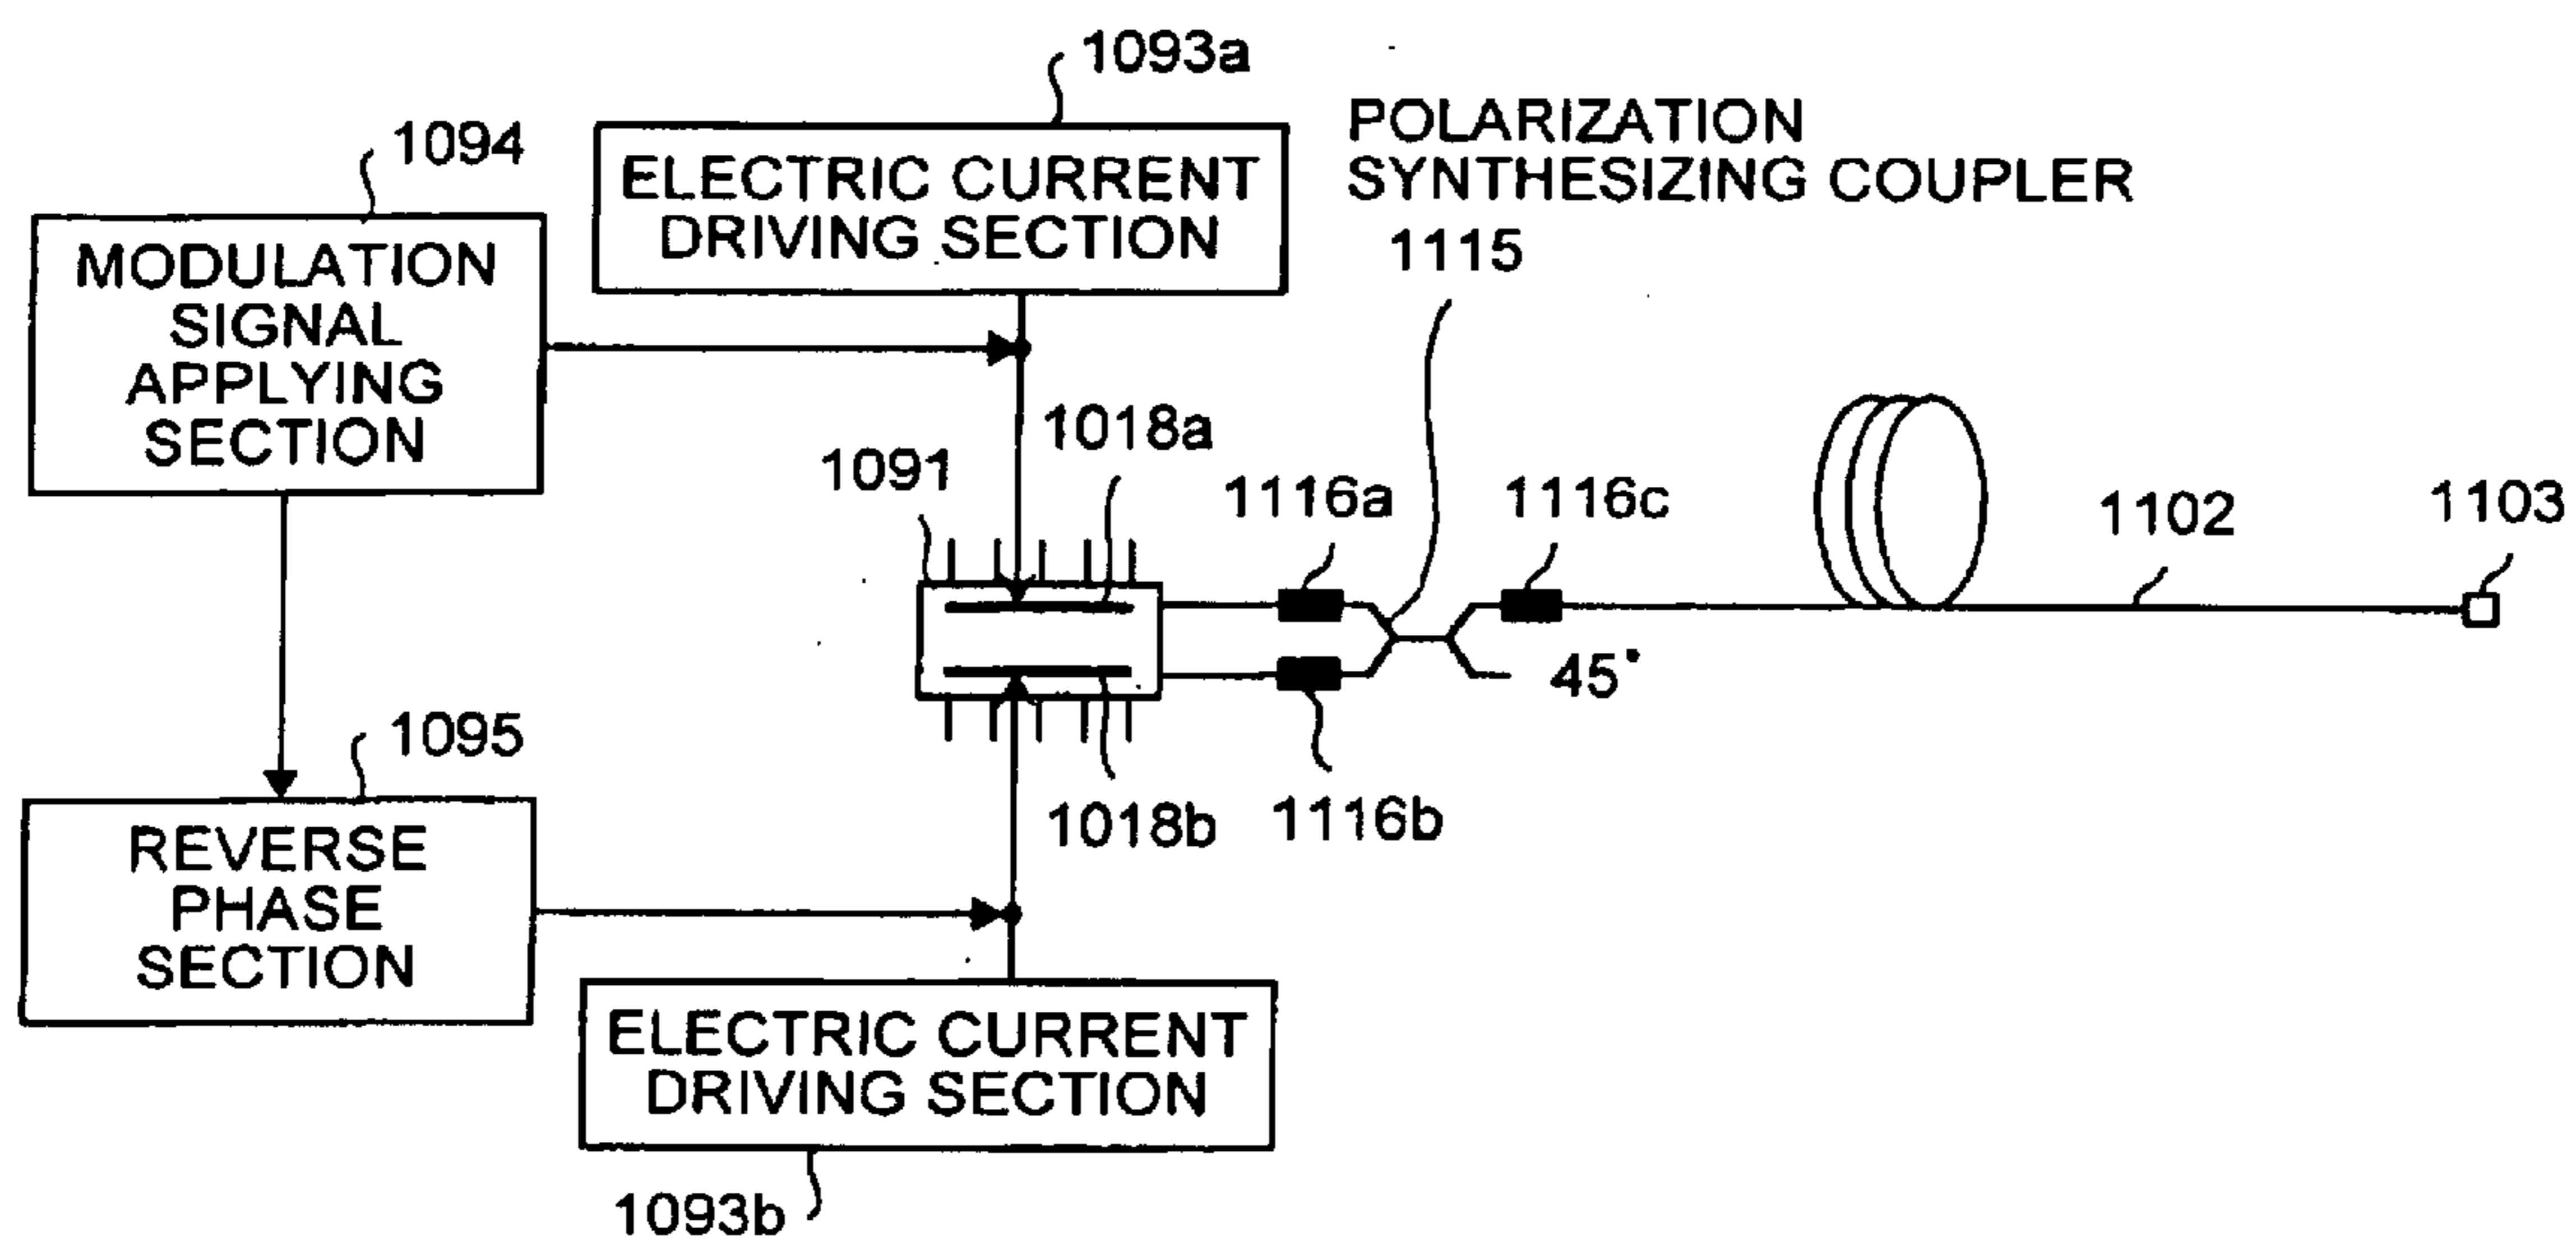 1093a
1094
ELECTRIC CURRENT
DRIVING SECTION
POLARIZATION
SYNTHESIZING COUPLER
1115
MODULATION
SIGNAL
APPLYING
SECTION
1018a
1091
1116a
1116c
1102
1103
45°
1095
1018b
1116b
REVERSE
PHASE
SECTION
ELECTRIC CURRENT
DRIVING SECTION
1093b